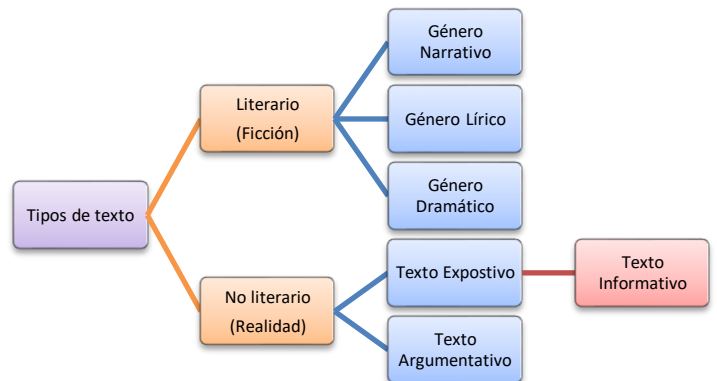 Tipos de texto
Literario
(Ficción)
Género
Narrativo
Género Lírico
Género
Dramático
No literario
(Realidad)
Texto Expostivo
Texto
Informativo
Texto
Argumentativo